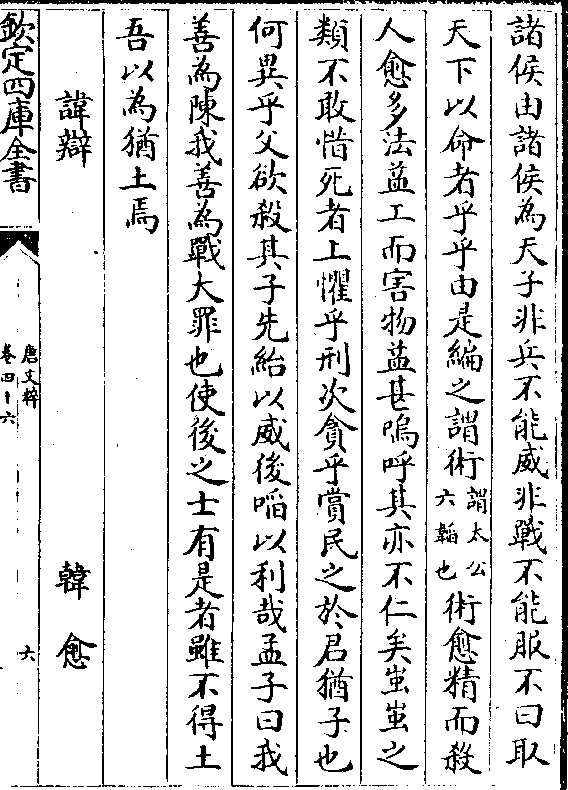 諸侯由諸侯為天子非兵不能威非戰不能服不曰取
天下以命者乎乎由是編之謂術謂太公六韜也術愈精而殺
人愈多法益工而害物益甚嗚呼其亦不仁矣蚩蚩之
類不敢惜死者上懼乎刑次貪乎賞民之於君猶子也
何異乎父欲殺其子先紿以威後啗以利哉孟子曰我
善為陳我善為戰大罪也使後之士有是者雖不得土
吾以為猶土焉
諱辯 韓愈
欽定四庫全書
唐文粹
卷四十六
六